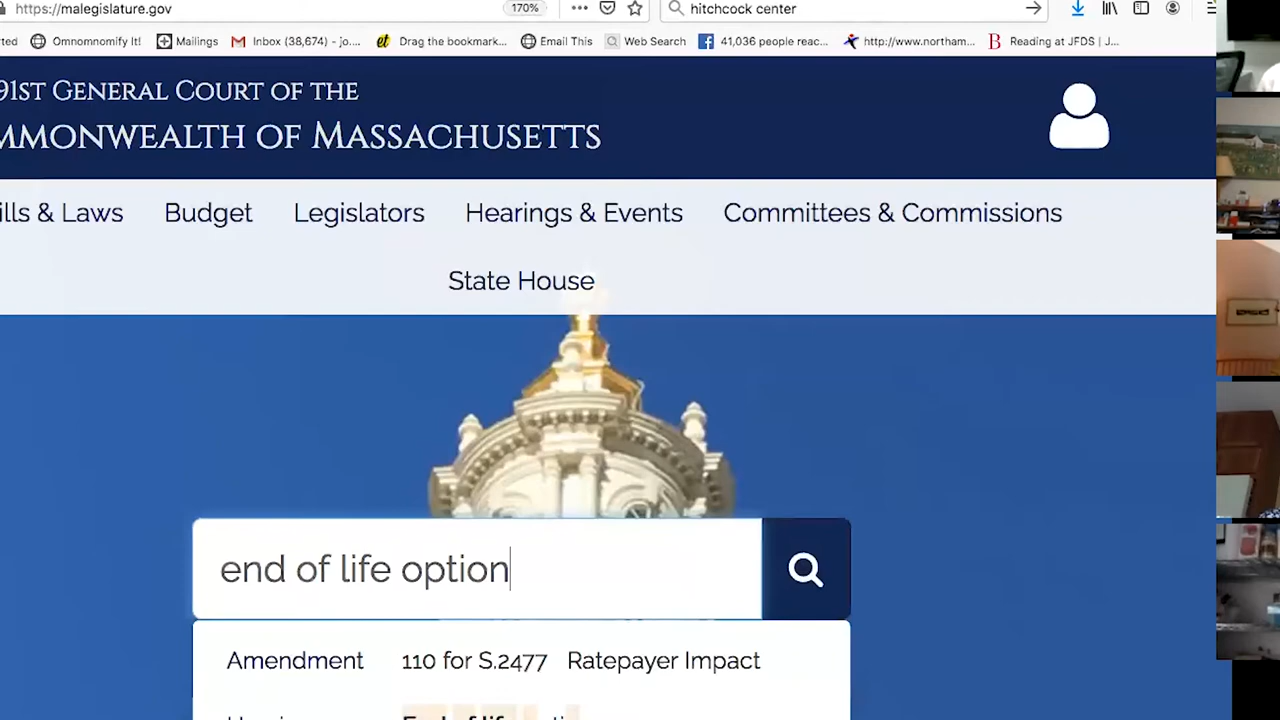 https://malegislature.gov 170% hitchcock center
Omnomnomify It! Mailings Inbox (38,674) - jo.... Drag the bookmark... Email This Web Search 41,036 people reac... http://www.northam... Reading at JFDS | J...
91ST GENERAL COURT OF THE
MMONWEALTH OF MASSACHUSETTS
ills & Laws Budget Legislators Hearings & Events Committees & Commissions
State House
end of life option
Amendment 110 for S.2477 Ratepayer Impact
End of life